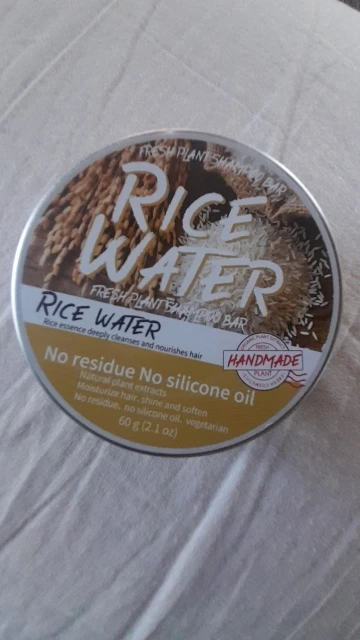 FRESH PLANT SHAMPOO BAR
RICE
WATER
FRESH PLANT SHAMPOO BAR
RICE WATER
Rice essence deeply cleanses and nourishes hair
No residue No silicone oil
Natural plant extracts
Moisturize hair, shine and soften
No residue, no silicone oil, vegetarian
60 g (2.1 oz)
FRESH
HANDMADE
PLANT